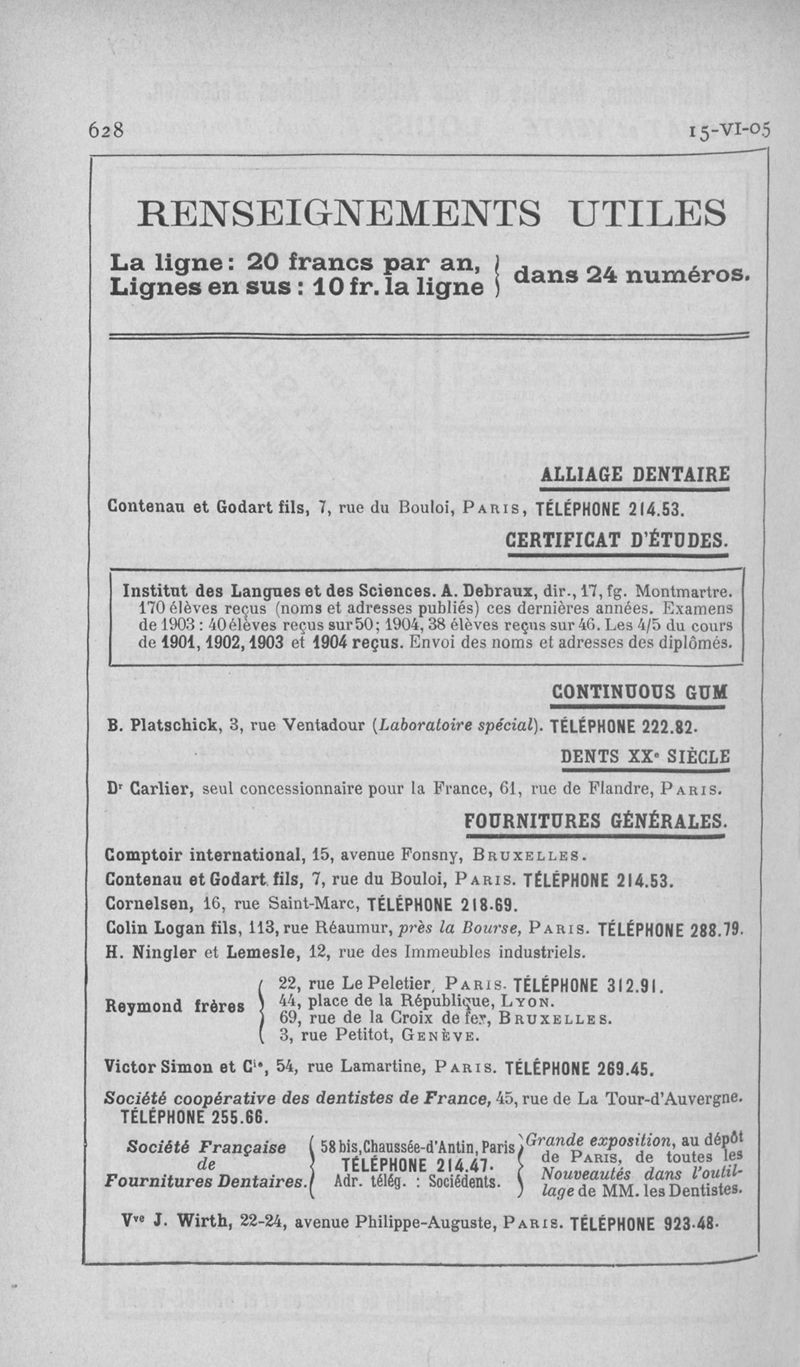 628
15-VI-05
RENSEIGNEMENTS UTILES
La ligne: 20 francs par an, } dans 24 numéros.
Lignes en sus : 10 fr. la ligne
ALLIAGE DENTAIRE
Contenau et Godart fils, 7, rue du Bouloi, PARIS, TÉLÉPHONE 214.53.
CERTIFICAT D'ÉTUDES.
Institut des Langues et des Sciences. A. Debraux, dir., 17, fg. Montmartre.
170 élèves reçus (noms et adresses publiés) ces dernières années. Examens
de 1903 : 40 élèves reçus sur 50; 1904, 38 élèves reçus sur 46. Les 4/5 du cours
de 1901, 1902, 1903 et 1904 reçus. Envoi des noms et adresses des diplômés.
CONTINUOUS GUM
B. Platschick, 3, rue Ventadour (Laboratoire spécial). TÉLÉPHONE 222.82.
DENTS XXe SIÈCLE
Dr Carlier, seul concessionnaire pour la France, 61, rue de Flandre, PARIS.
FOURNITURES GÉNÉRALES.
Comptoir international, 15, avenue Fonsny, BRUXELLES.
Contenau et Godart fils, 7, rue du Bouloi, PARIS. TÉLÉPHONE 214.53.
Cornelsen, 16, rue Saint-Marc, TÉLÉPHONE 218.69.
Colin Logan fils, 113, rue Réaumur, près la Bourse, PARIS. TÉLÉPHONE 288.79.
H. Ningler et Lemesle, 12, rue des Immeubles industriels.
Reymond frères
22, rue Le Peletier, PARIS. TÉLÉPHONE 312.91.
44, place de la République, LYON.
69, rue de la Croix de fer, BRUXELLES.
3, rue Petitot, GENÈVE.
Victor Simon et Cie, 54, rue Lamartine, PARIS. TÉLÉPHONE 269.45.
Société coopérative des dentistes de France, 45, rue de La Tour-d'Auvergne.
TÉLÉPHONE 255.66.
Société Française
de
Fournitures Dentaires.
58 bis, Chaussée-d'Antin, Paris
TÉLÉPHONE 214.47.
Adr. télég. : Sociédents.
Grande exposition, au dépôt
de PARIS, de toutes les
Nouveautés dans l'outil-
lage de MM. les Dentistes.
Vve J. Wirth, 22-24, avenue Philippe-Auguste, PARIS. TÉLÉPHONE 923.48.